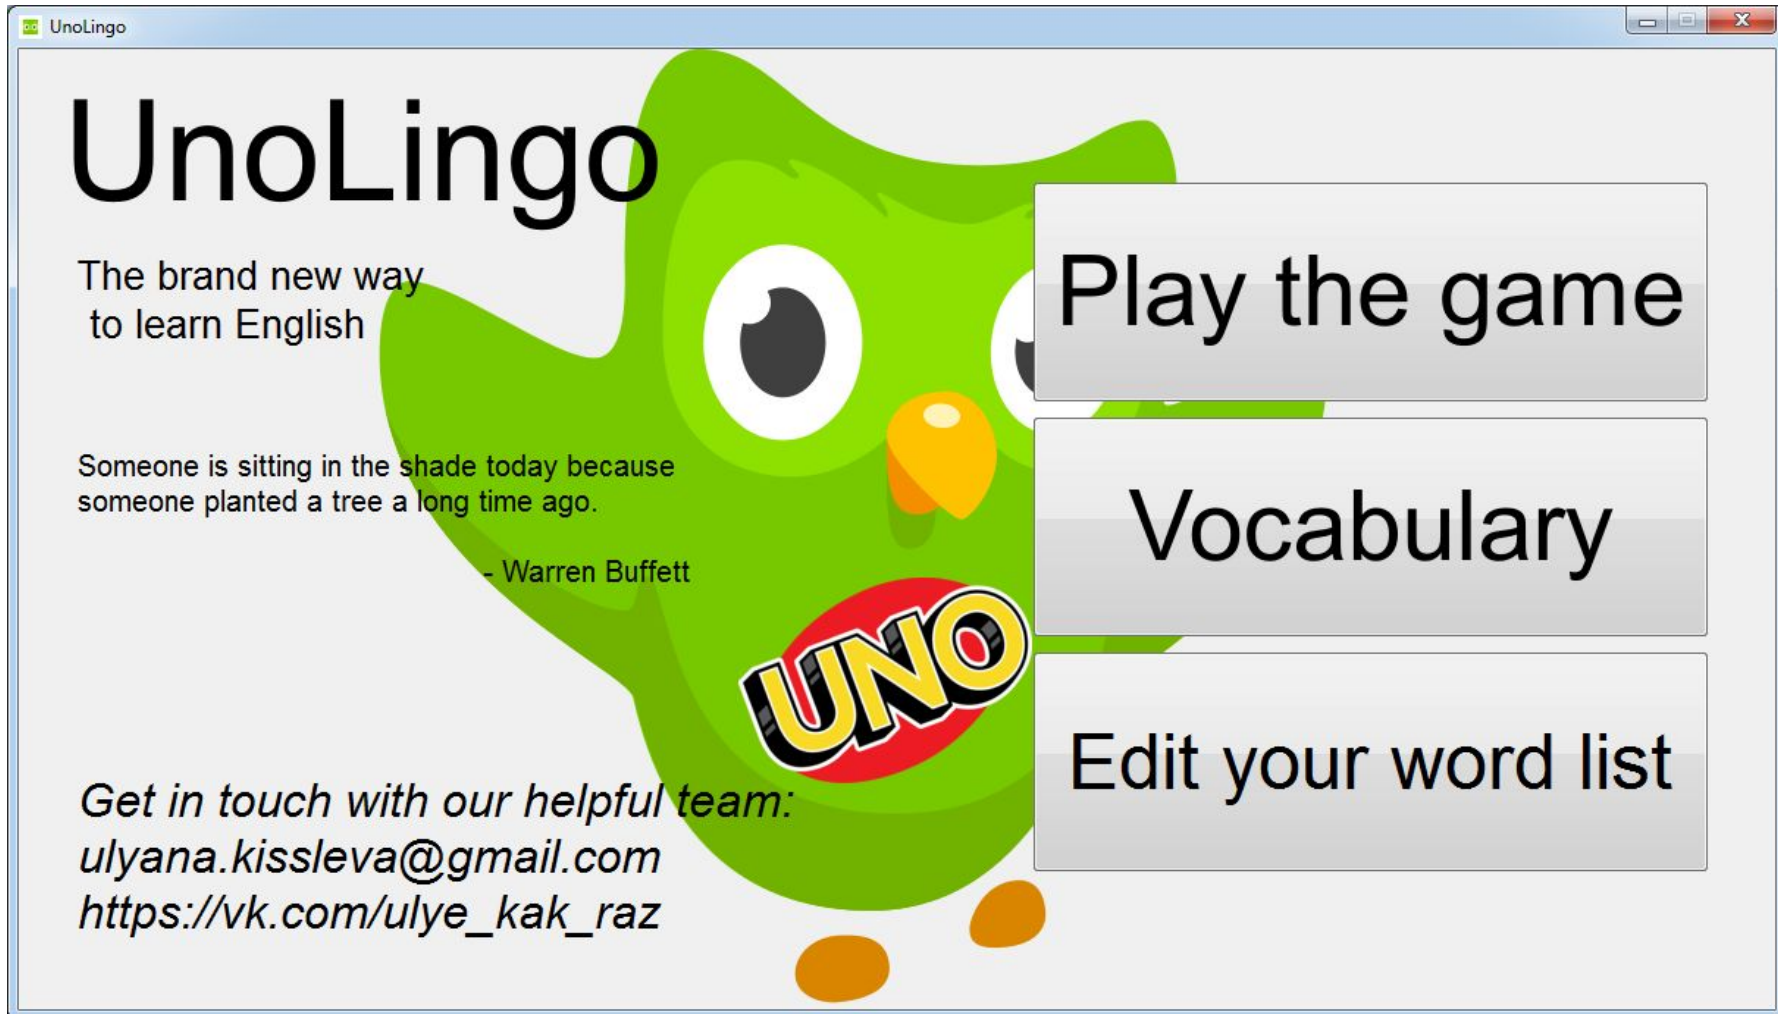 UnoLingo
UnoLingo
The brand new way
to learn English
Someone is sitting in the shade today because
someone planted a tree a long time ago.
- Warren Buffett
UNO
Get in touch with our helpful team:
ulyana.kissleva@gmail.com
https://vk.com/ulye_kak_raz
Play the game
Vocabulary
Edit your word list